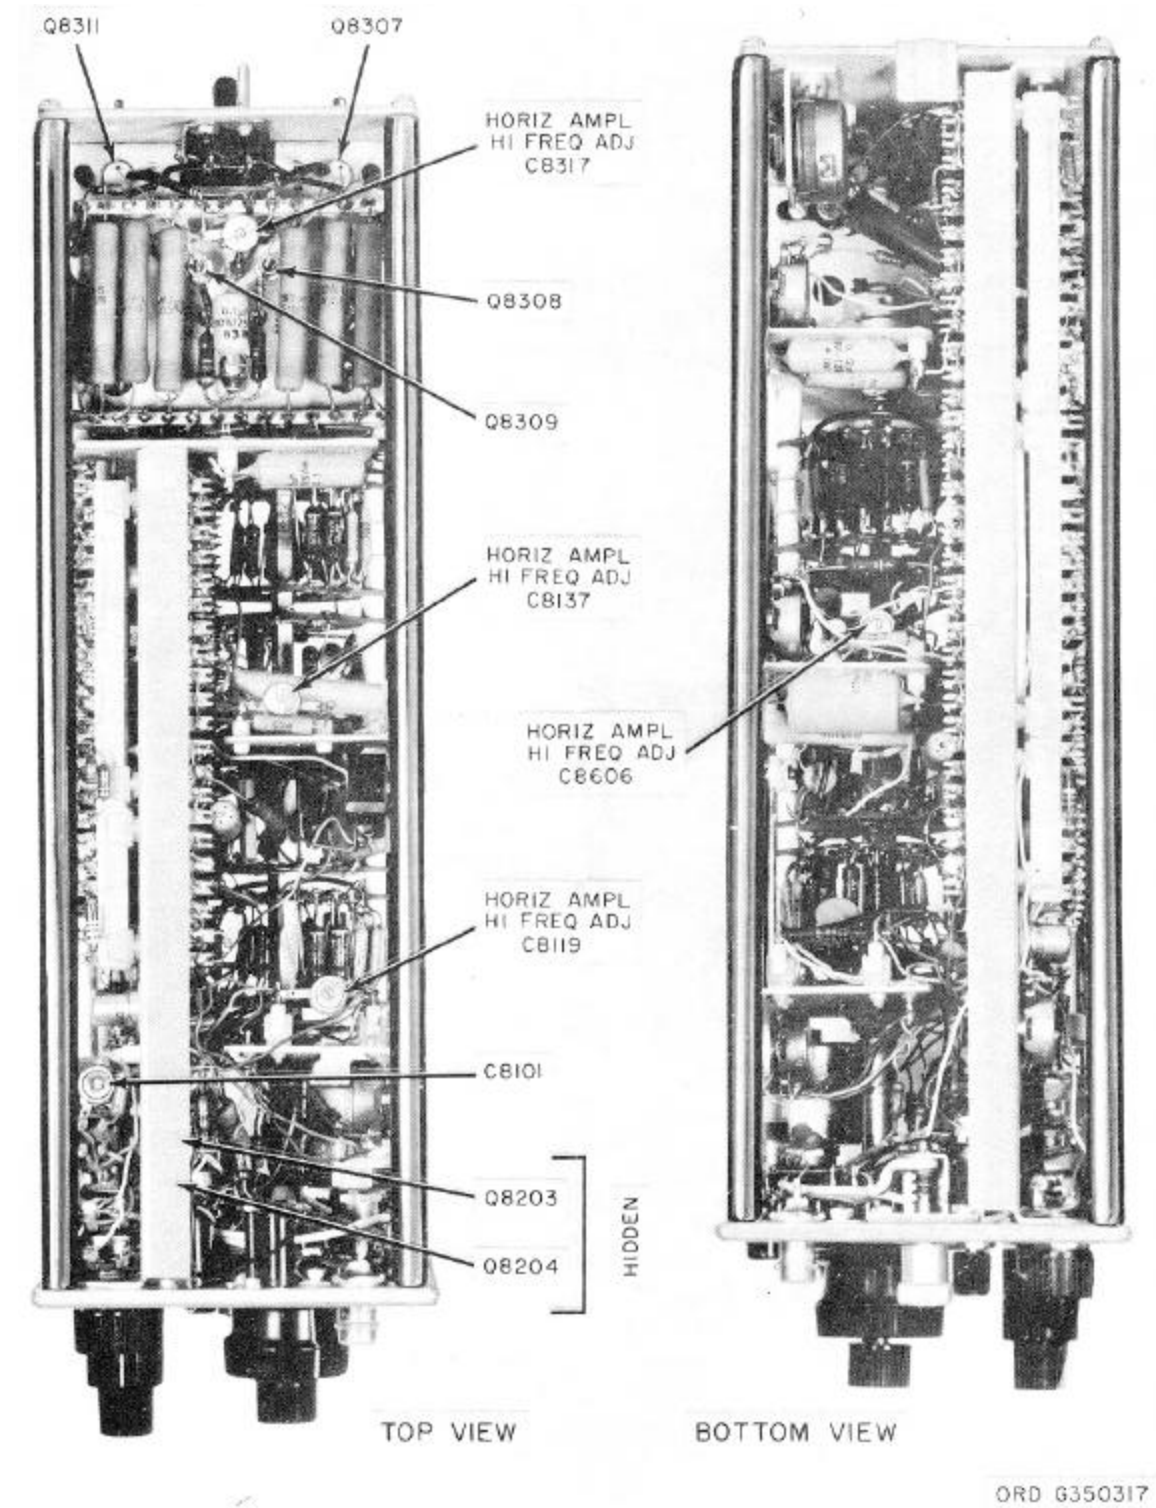 Q8311
Q8307
HORIZ AMPL
HI FREQ ADJ
C8317
Q8308
Q8309
HORIZ AMPL
HI FREQ ADJ
C8137
HORIZ AMPL
HI FREQ ADJ
C8606
HORIZ AMPL
HI FREQ ADJ
C8119
C8101
Q8203
Q8204
HIDDEN
TOP VIEW
BOTTOM VIEW
ORD G350317